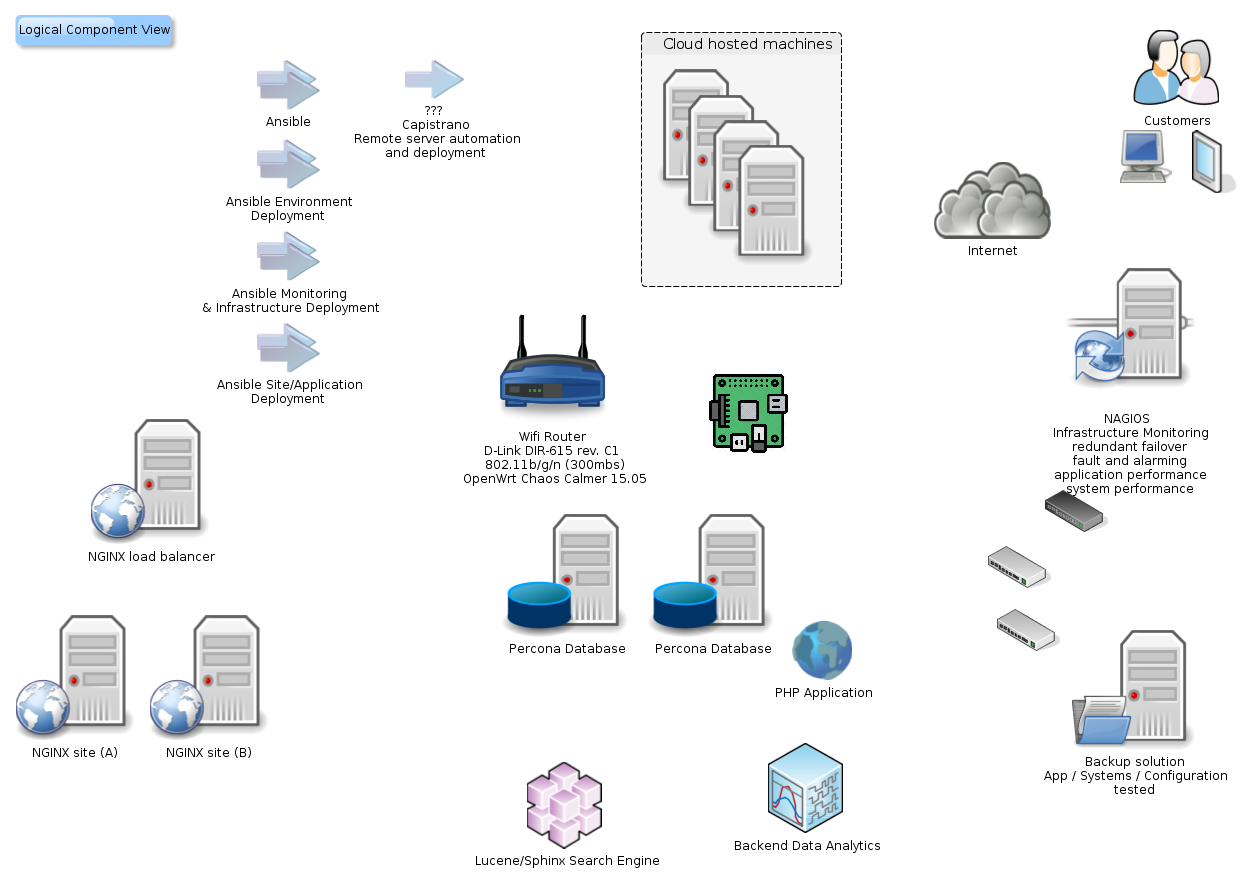 Logical Component View
Cloud hosted machines
Customers
Ansible
???
Capistrano
Remote server automation
and deployment
Ansible Environment
Deployment
Internet
Ansible Monitoring
& Infrastructure Deployment
Ansible Site/Application
Deployment
Wifi Router
D-Link DIR-615 rev. C1
802.11b/g/n (300mbs)
OpenWrt Chaos Calmer 15.05
NAGIOS
Infrastructure Monitoring
redundant failover
fault and alarming
application performance
system performance
NGINX load balancer
Percona Database
Percona Database
PHP Application
NGINX site (A)
NGINX site (B)
Backup solution
App / Systems / Configuration
tested
Backend Data Analytics
Lucene/Sphinx Search Engine